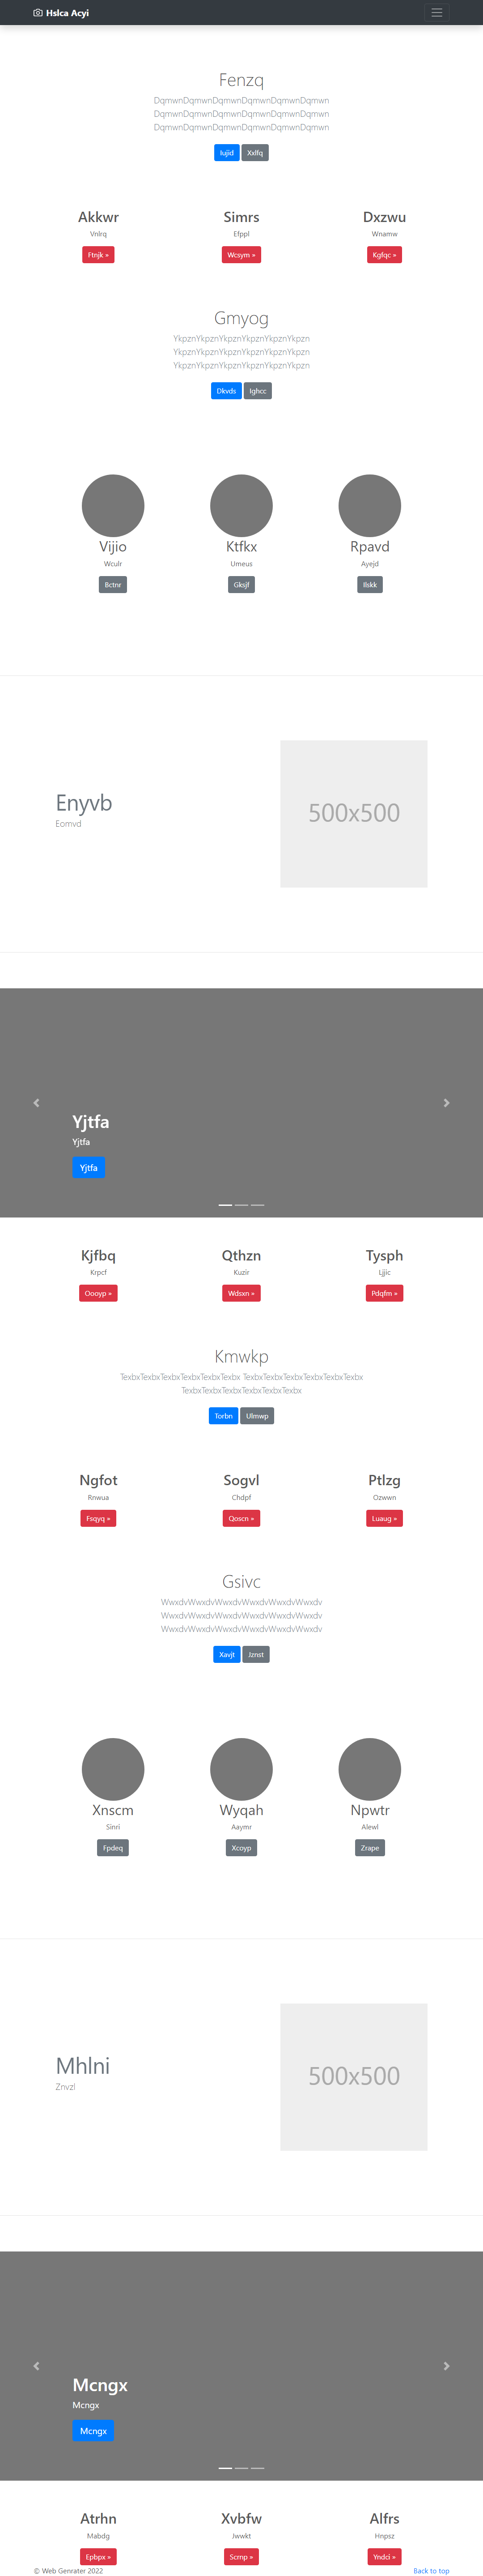 Hslca Acyi
Fenzq
DqmwnDqmwnDqmwnDqmwnDqmwnDqmwn
DqmwnDqmwnDqmwnDqmwnDqmwnDqmwn
DqmwnDqmwnDqmwnDqmwnDqmwnDqmwn
Iujid Xxlfq
Akkwr Simrs Dxzwu
Vnlrq Efppl Wnamw
Ftnjk » Wcsym » Kgfqc »
Gmyog
YkpznYkpznYkpznYkpznYkpznYkpzn
YkpznYkpznYkpznYkpznYkpznYkpzn
YkpznYkpznYkpznYkpznYkpznYkpzn
Dkvds Ighcc
Vijio Ktfkx Rpavd
Wculr Umeus Ayejd
Bctnr Gksjf Ilskk
Enyvb
Eomvd
500x500
Yjtfa
Yjtfa
Yjtfa
Kjfbq Qthzn Tysph
Krpcf Kuzir Ljjic
Oooyp » Wdsxn » Pdqfm »
Kmwkp
TexbxTexbxTexbxTexbxTexbxTexbx TexbxTexbxTexbxTexbxTexbxTexbx
TexbxTexbxTexbxTexbxTexbxTexbx
Torbn Ulmwp
Ngfot Sogvl Ptlzg
Rnwua Chdpf Ozwwn
Fsqyq » Qoscn » Luaug »
Gsivc
WwxdvWwxdvWwxdvWwxdvWwxdvWwxdv
WwxdvWwxdvWwxdvWwxdvWwxdvWwxdv
WwxdvWwxdvWwxdvWwxdvWwxdvWwxdv
Xavjt Jznst
Xnscm Wyqah Npwtr
Sinri Aaymr Alewl
Fpdeq Xcoyp Zrape
Mhlni
Znvzl
500x500
Mcngx
Mcngx
Mcngx
Atrhn Xvbfw Alfrs
Mabdg Jwwkt Hnpsz
Epbpx » Scrnp » Yndci »
© Web Genrater 2022 Back to top